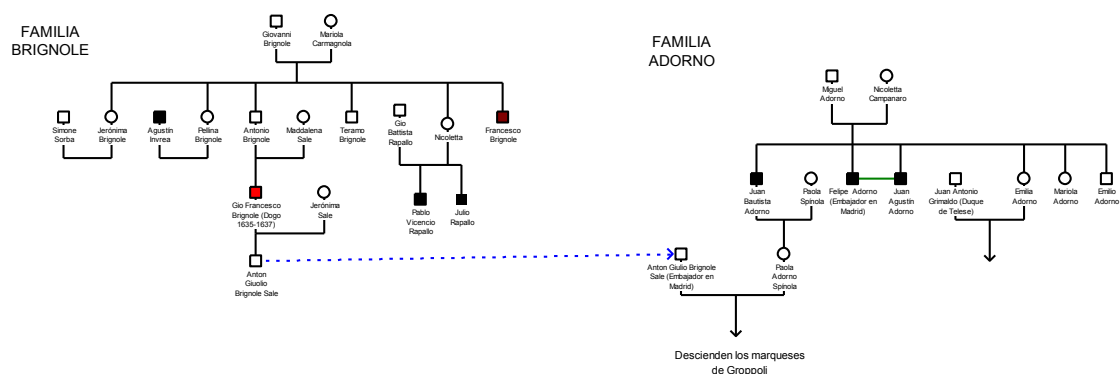 FAMILIA
BRIGNOLE
Giovanni
Brignole
Mariola
Carmagnola
Simone
Sorba
Jerónima
Brignole
Agustín
Invrea
Pellina
Brignole
Antonio
Brignole
Maddalena
Sale
Teramo
Brignole
Gio
Battista
Rapallo
Nicoletta
Francesco
Brignole
Gio Francesco
Brignole (Dogo
1635-1637)
Jerónima
Sale
Pablo
Vicencio
Rapallo
Julio
Rapallo
Anton
Giuolio
Brignole Sale
FAMILIA
ADORNO
Miguel
Adorno
Nicoletta
Campanaro
Juan
Bautista
Adorno
Paola
Spínola
Felipe Adorno
(Embajador en
Madrid)
Juan
Agustín
Adorno
Juan Antonio
Grimaldo (Duque
de Telese)
Emilia
Adorno
Mariola
Adorno
Emilio
Adorno
Anton Giulio Brignole
Sale (Embajador en
Madrid)
Paola
Adorno
Spínola
Descienden los marqueses
de Groppoli